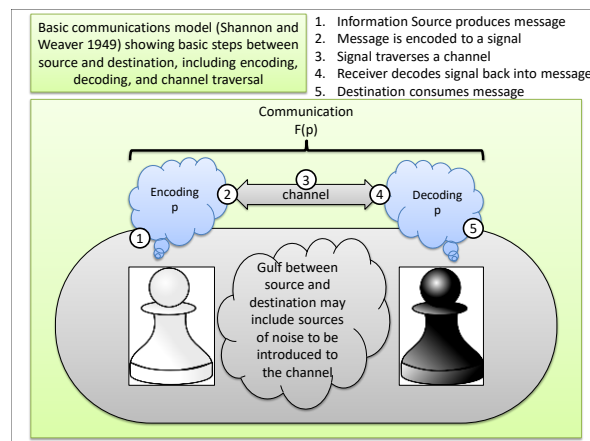 Basic communications model (Shannon and
Weaver 1949) showing basic steps between
source and destination, including encoding,
decoding, and channel traversal
1. Information Source produces message
2. Message is encoded to a signal
3. Signal traverses a channel
4. Receiver decodes signal back into message
5. Destination consumes message
Communication
F(p)
Encoding
p
2
3
channel
4
Decoding
p
1
5
Gulf between
source and
destination may
include sources
of noise to be
introduced to
the channel